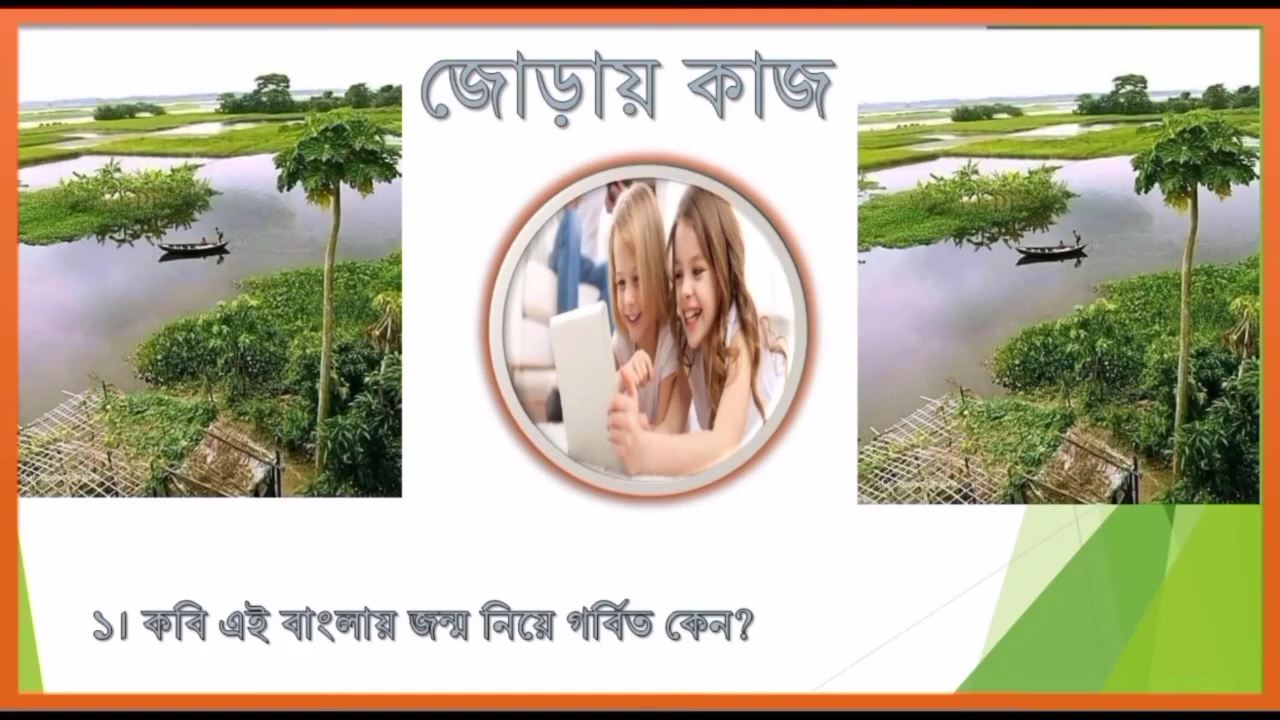 জোড়ায় কাজ
১। কবি এই বাংলায় জন্ম নিয়ে গর্বিত কেন?